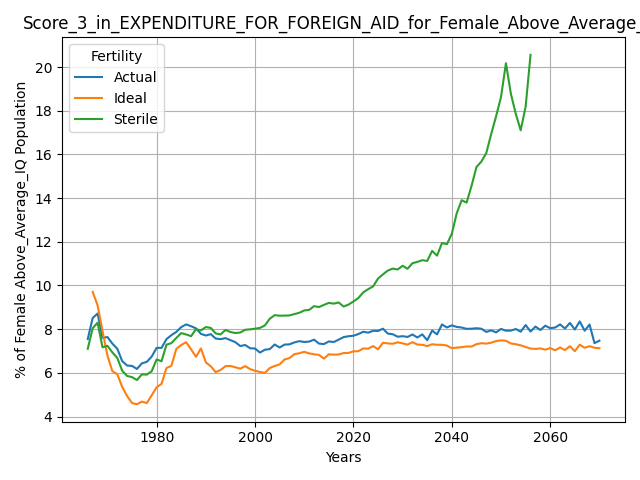 Score_3_in_EXPENDITURE_FOR_FOREIGN_AID_for_Female_Above_Average_
Fertility
Actual
Ideal
Sterile
% of Female Above_Average_IQ Population
20
18
16
14
12
10
8
6
4
1980
2000
2020
2040
2060
Years